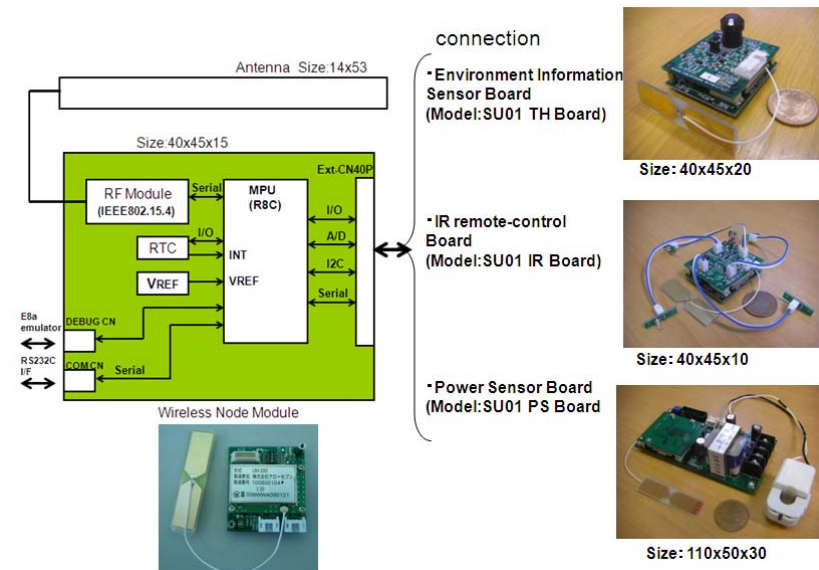 Antenna Size:14x53
Size:40x45x15
Ext-CN40P
RF Module
(IEEE802.15.4)
Serial
MPU
(R8C)
I/O
RTC
I/O
INT
A/D
VREF
VREF
I2C
Serial
E8a
emulator
DEBUG CN
RS232C
I/F
COM.CN
Serial
Wireless Node Module
connection
・Environment Information
Sensor Board
(Model:SU01 TH Board)
Size: 40x45x20
・IR remote-control
Board
(Model:SU01 IR Board)
Size: 40x45x10
・Power Sensor Board
(Model:SU01 PS Board
Size: 110x50x30